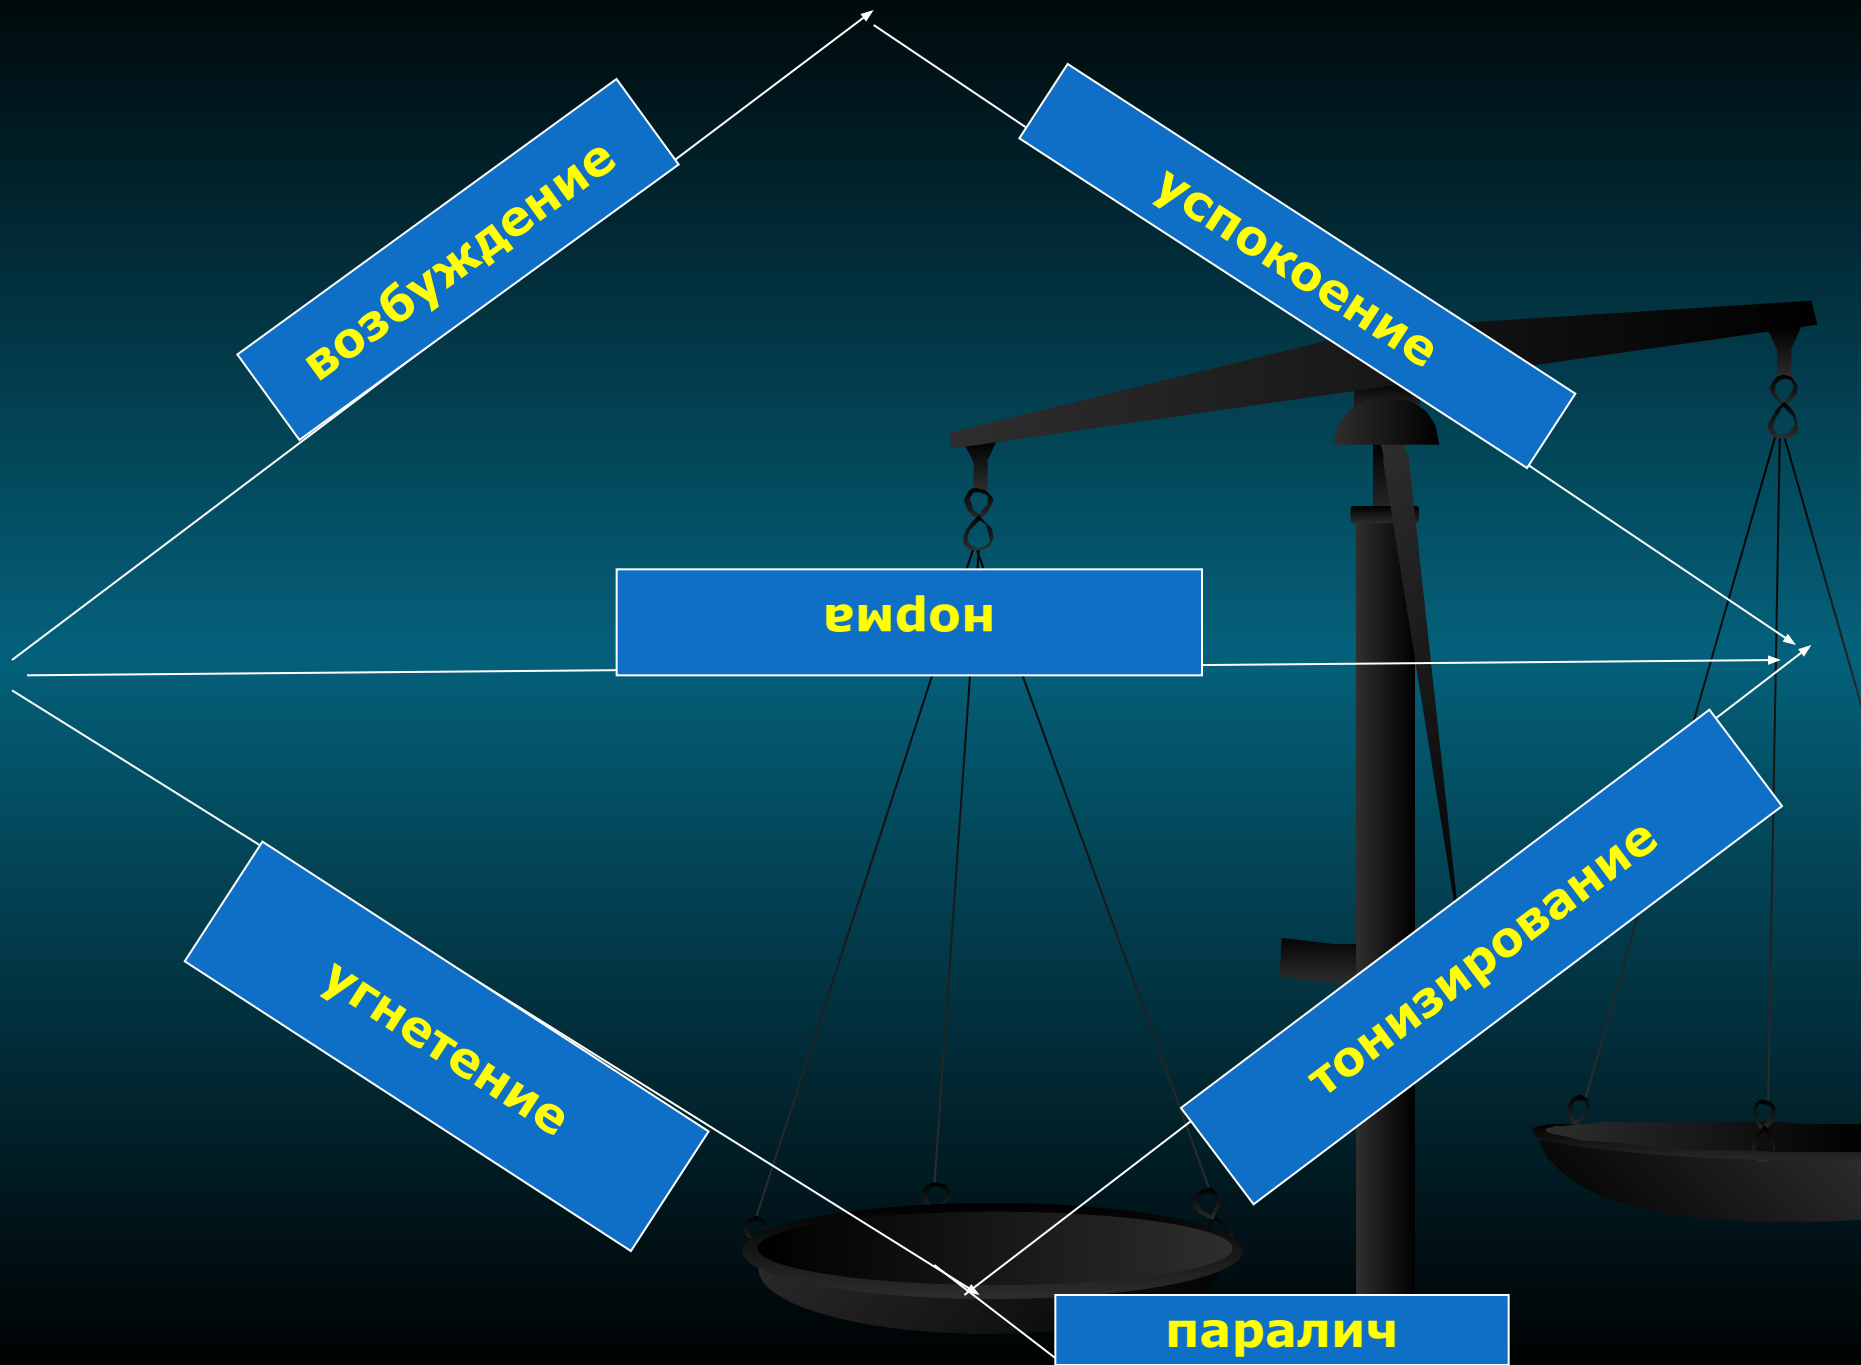 возбуждение
успокоение
норма
угнетение
тонизирование
паралич